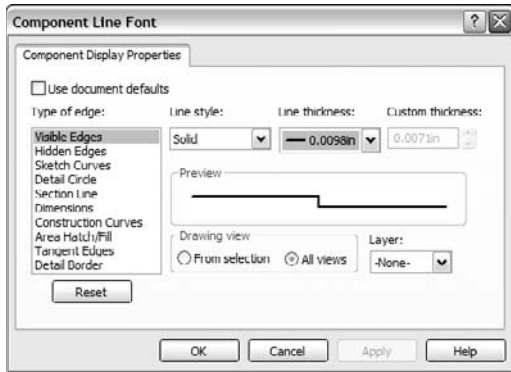 Component Line Font
Component Display Properties
Use document defaults
Type of edge:
Visible Edges
Hidden Edges
Sketch Curves
Detail Circle
Section Line
Dimensions
Construction Curves
Area Hatch/Fill
Tangent Edges
Detail Border
Reset
Line style:
Solid
Line thickness:
0.0098in
Custom thickness:
0.0071in
Preview
Drawing view
From selection
All views
Layer:
-None-
OK
Cancel
Apply
Help